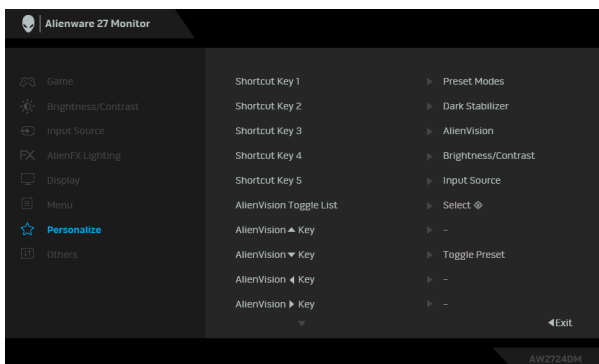 Alienware 27 Monitor
Game
Brightness/Contrast
Input Source
AlienFX Lighting
Display
Menu
Personalize
Others
Shortcut Key 1 Preset Modes
Shortcut Key 2 Dark Stabilizer
Shortcut Key 3 AlienVision
Shortcut Key 4 Brightness/Contrast
Shortcut Key 5 Input Source
AlienVision Toggle List Select
AlienVision ▲ Key -
AlienVision ▼ Key Toggle Preset
AlienVision ◀ Key -
AlienVision ▶ Key -
◀Exit
AW2724DM